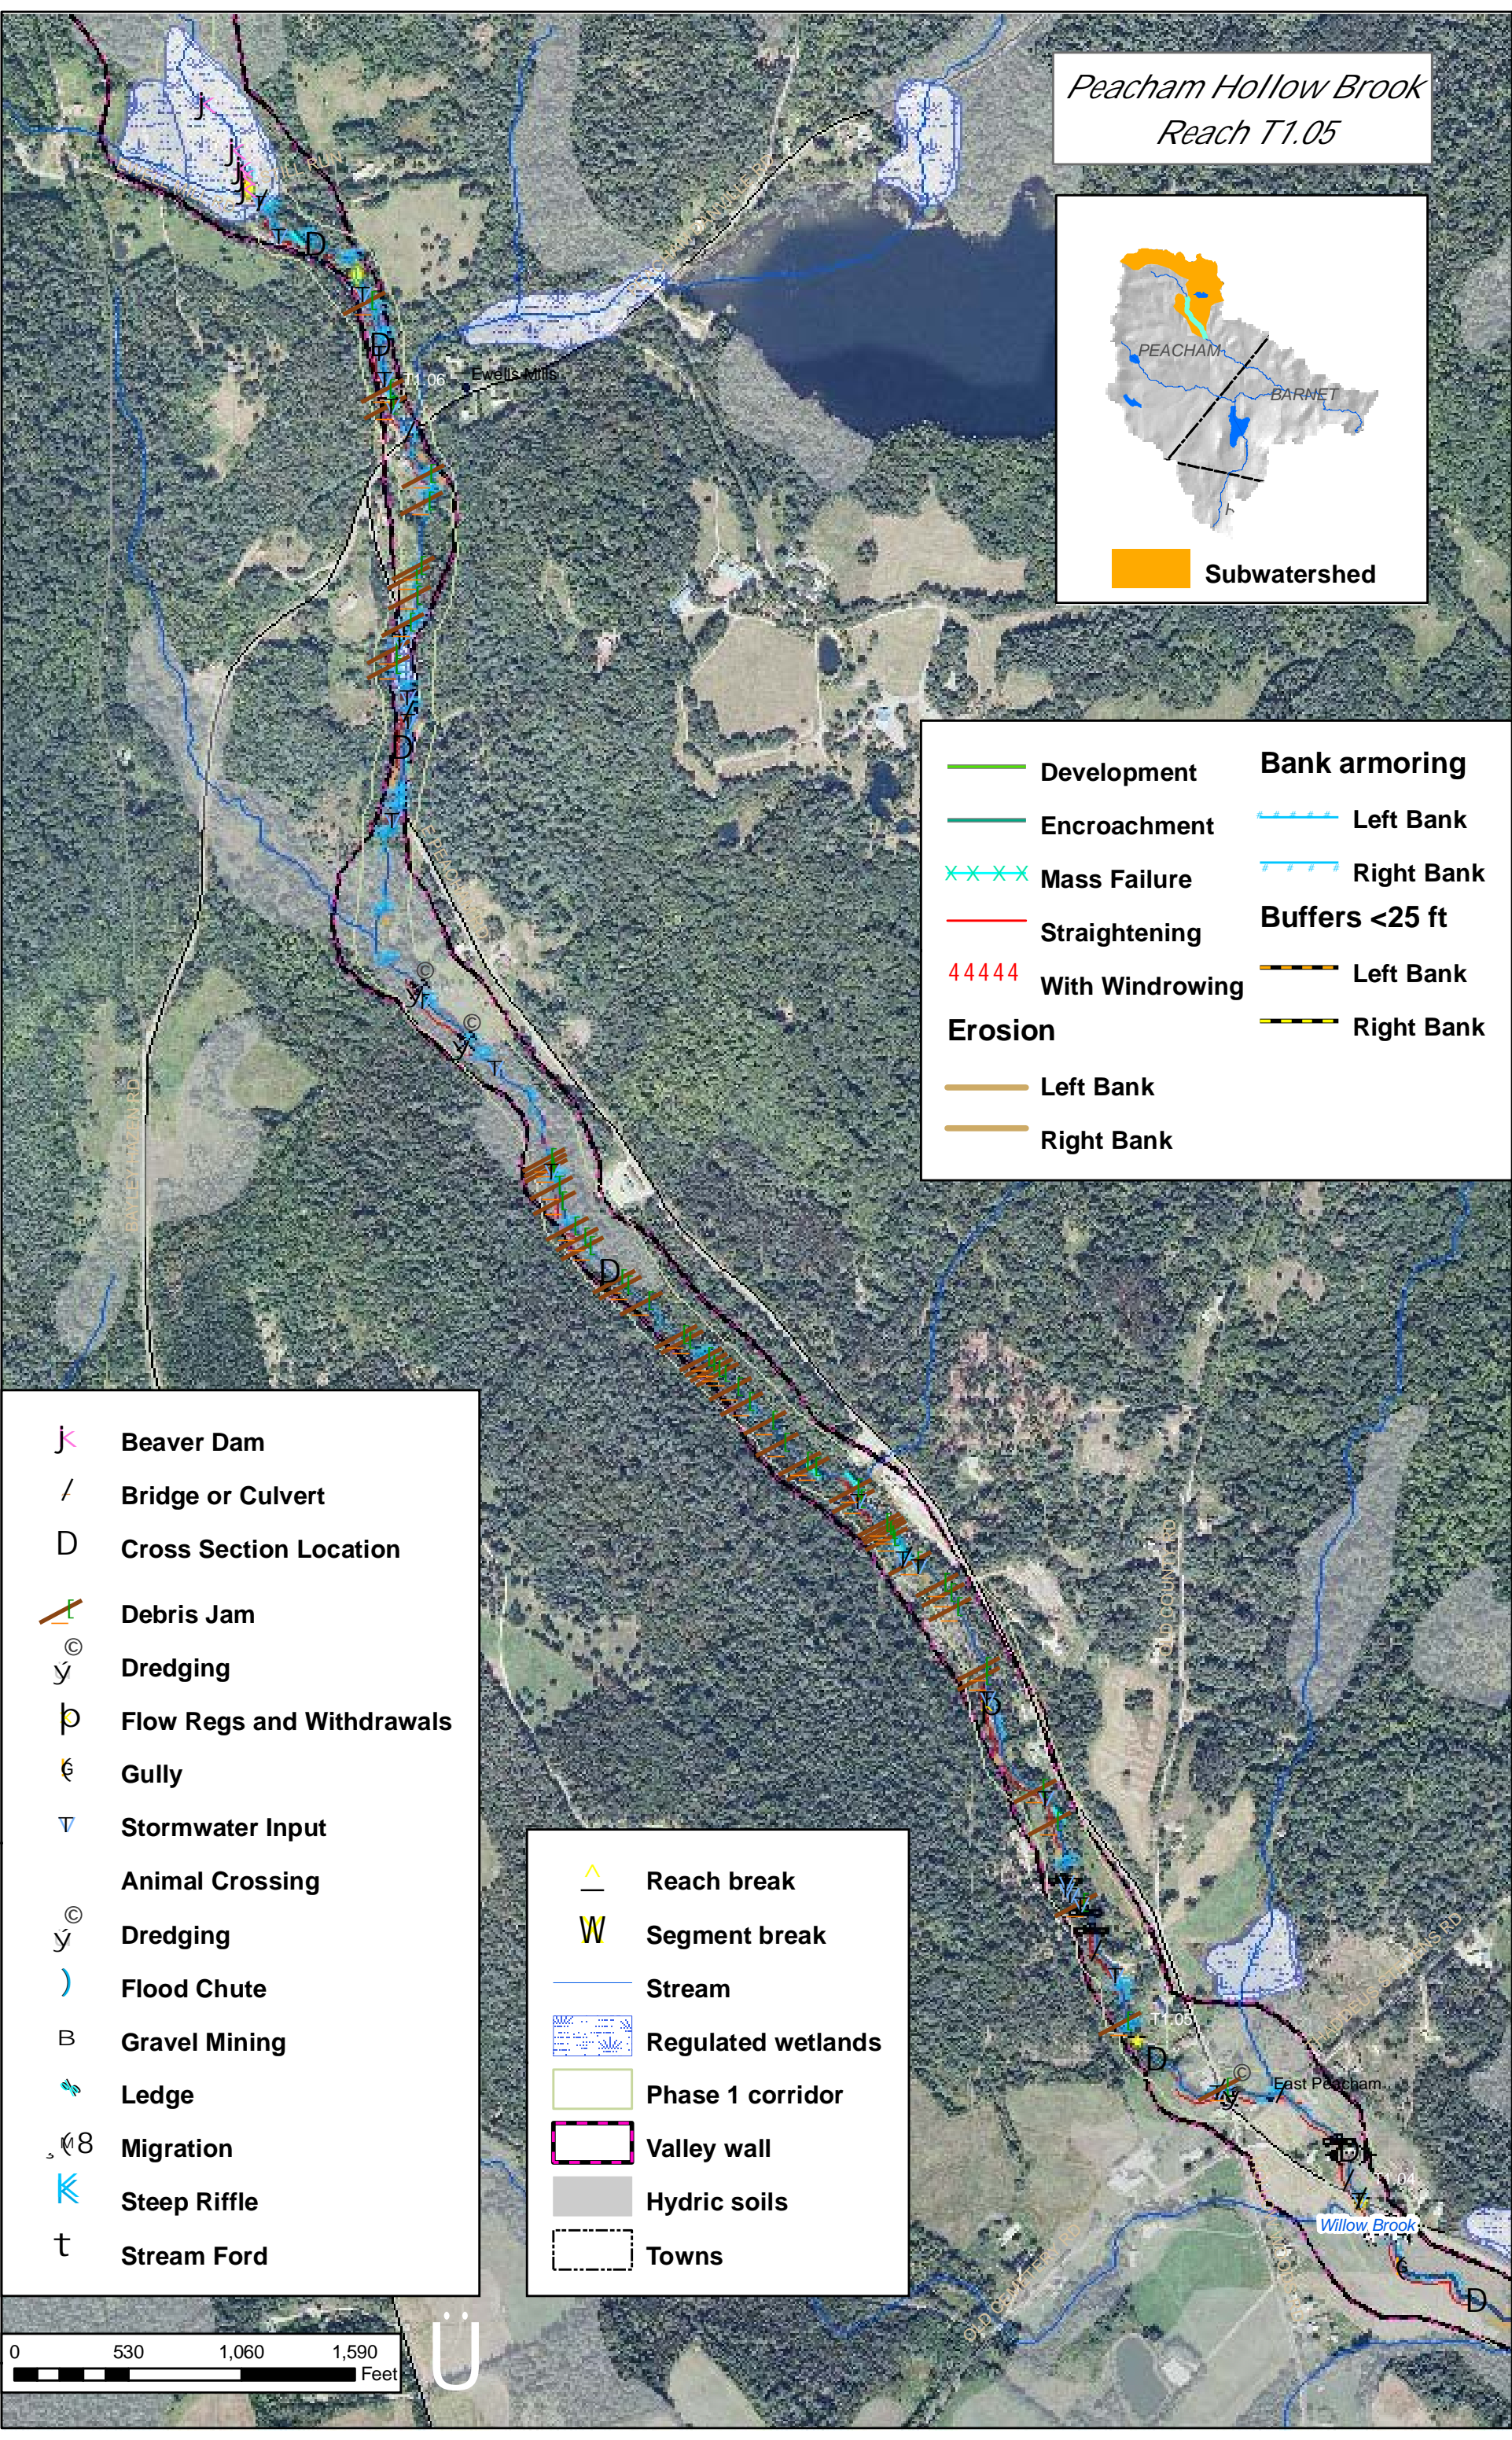 Peacham Hollow Brook
Reach T1.05
PEACHAM
BARNET
Subwatershed
T1.06
Ewells Mills
Development
Encroachment
Mass Failure
Straightening
44444 With Windrowing
Erosion
Left Bank
Right Bank
Bank armoring
Left Bank
Right Bank
Buffers <25 ft
Left Bank
Right Bank
Beaver Dam
Bridge or Culvert
D Cross Section Location
Debris Jam
© ý Dredging
Flow Regs and Withdrawals
G Gully
T Stormwater Input
Animal Crossing
© ý Dredging
) Flood Chute
B Gravel Mining
Ledge
Migration
Steep Riffle
t Stream Ford
Reach break
W Segment break
Stream
Regulated wetlands
Phase 1 corridor
Valley wall
Hydric soils
Towns
T1.05
East Peacham
T1.04
Willow Brook
0 530 1,060 1,590
Feet
Ü